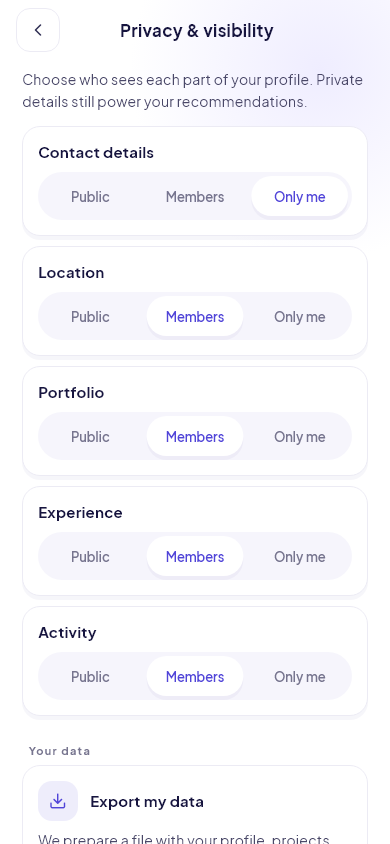 Privacy & visibility
Choose who sees each part of your profile. Private
details still power your recommendations.
Contact details
Public Members Only me
Location
Public Members Only me
Portfolio
Public Members Only me
Experience
Public Members Only me
Activity
Public Members Only me
Your data
Export my data
We prepare a file with your profile, projects,